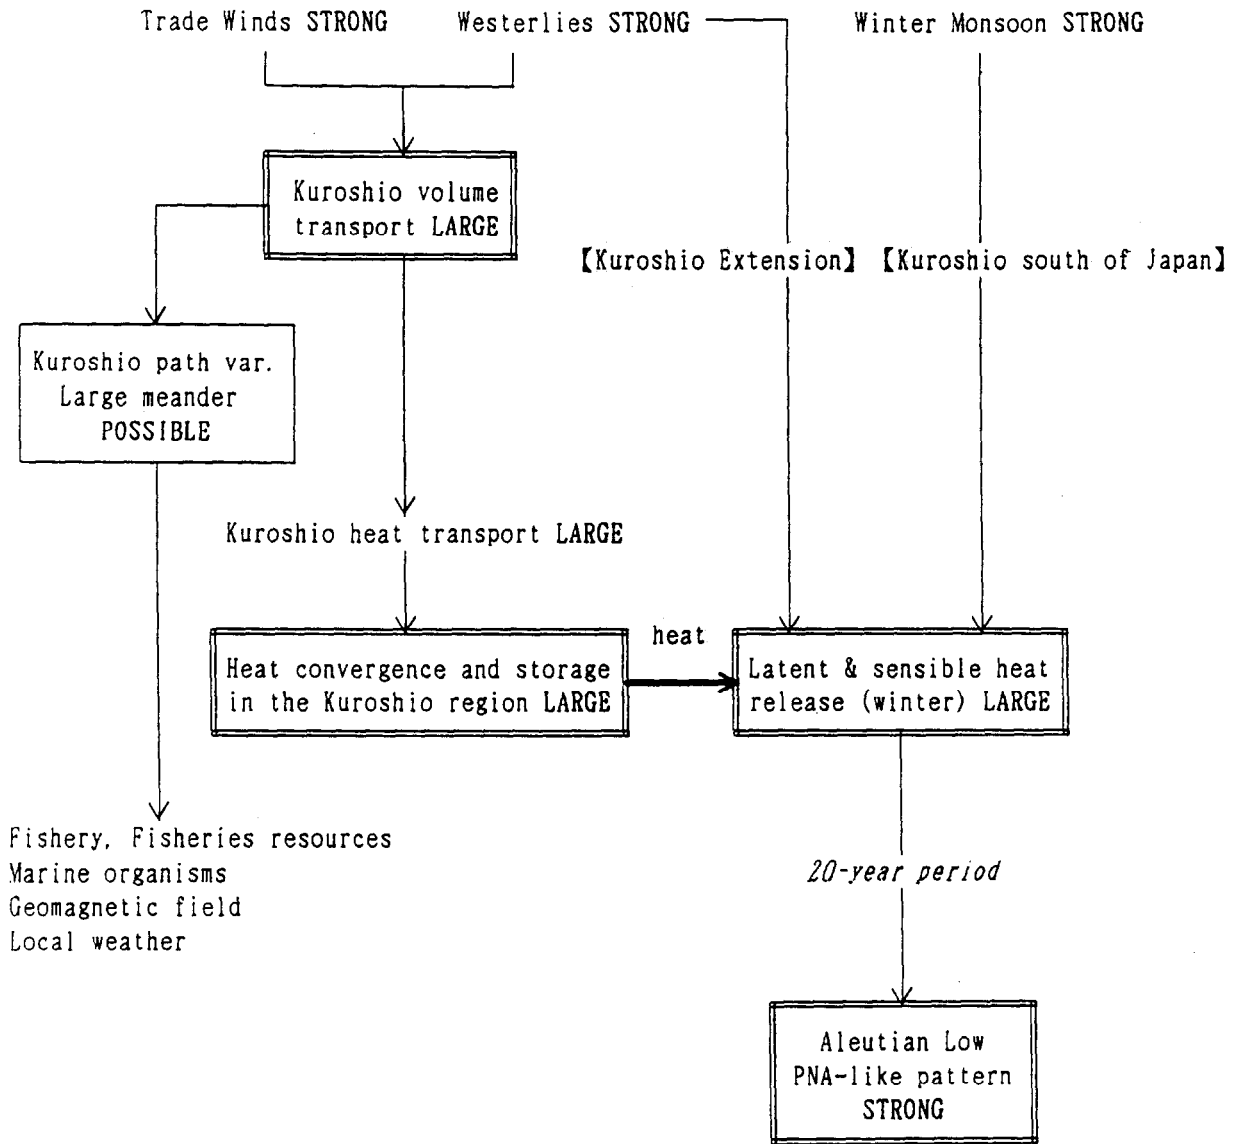 Trade Winds STRONG
Westerlies STRONG
Winter Monsoon STRONG
Kuroshio volume
transport LARGE
【Kuroshio Extension】
【Kuroshio south of Japan】
Kuroshio path var.
Large meander
POSSIBLE
Kuroshio heat transport LARGE
heat
Heat convergence and storage
in the Kuroshio region LARGE
Latent & sensible heat
release (winter) LARGE
Fishery, Fisheries resources
Marine organisms
Geomagnetic field
Local weather
20-year period
Aleutian Low
PNA-like pattern
STRONG